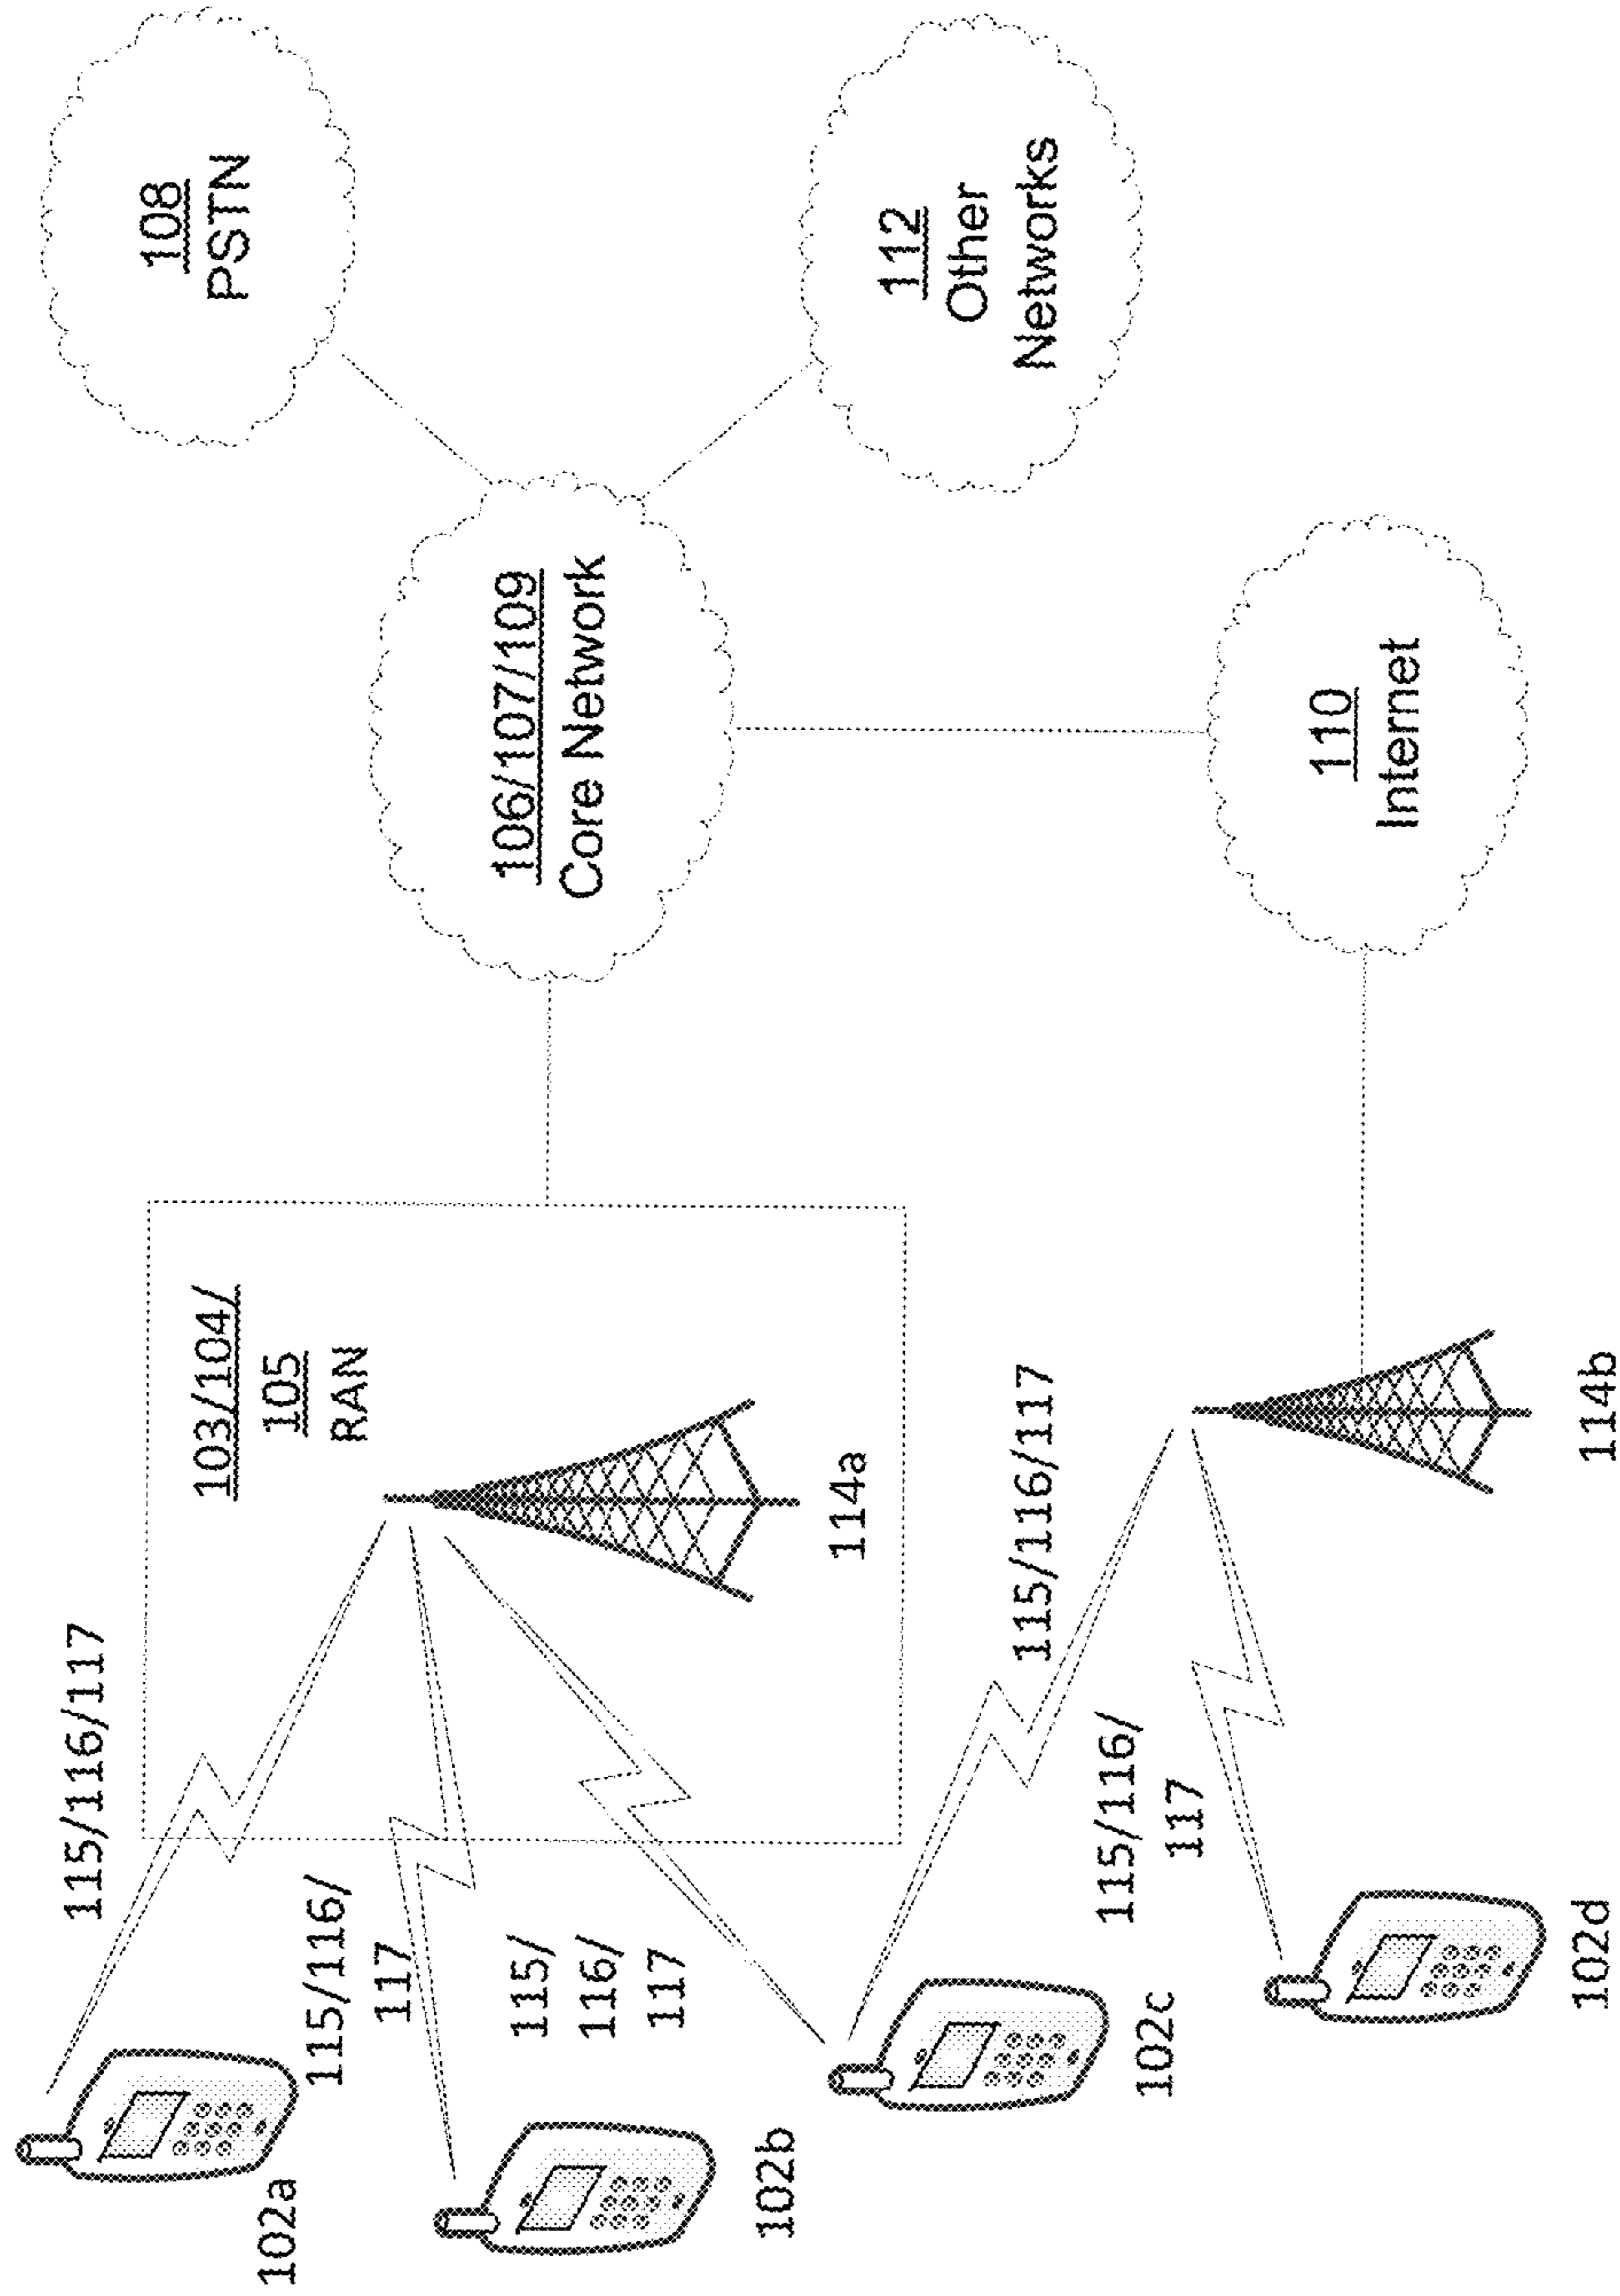 102a
115/116/117
103/104/
105
RAN
115/116/
117
102b
115/
116/
117
114a
106/107/109
Core Network
108
PSTN
112
Other
Networks
102c
115/116/117
115/116/
117
102d
114b
110
Internet